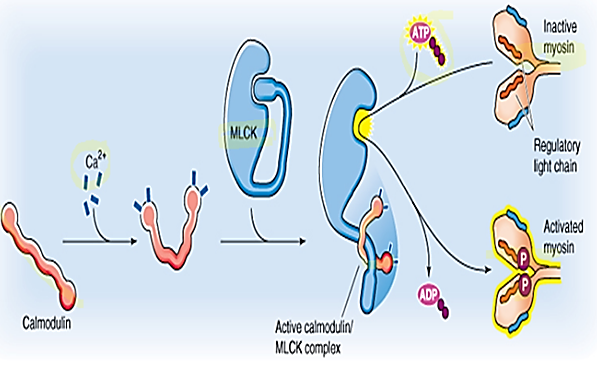 Calmodulin
Ca2+
MLCK
Active calmodulin/
MLCK complex
ATP
ADP
Inactive
myosin
Regulatory
light chain
Activated
myosin
P
P